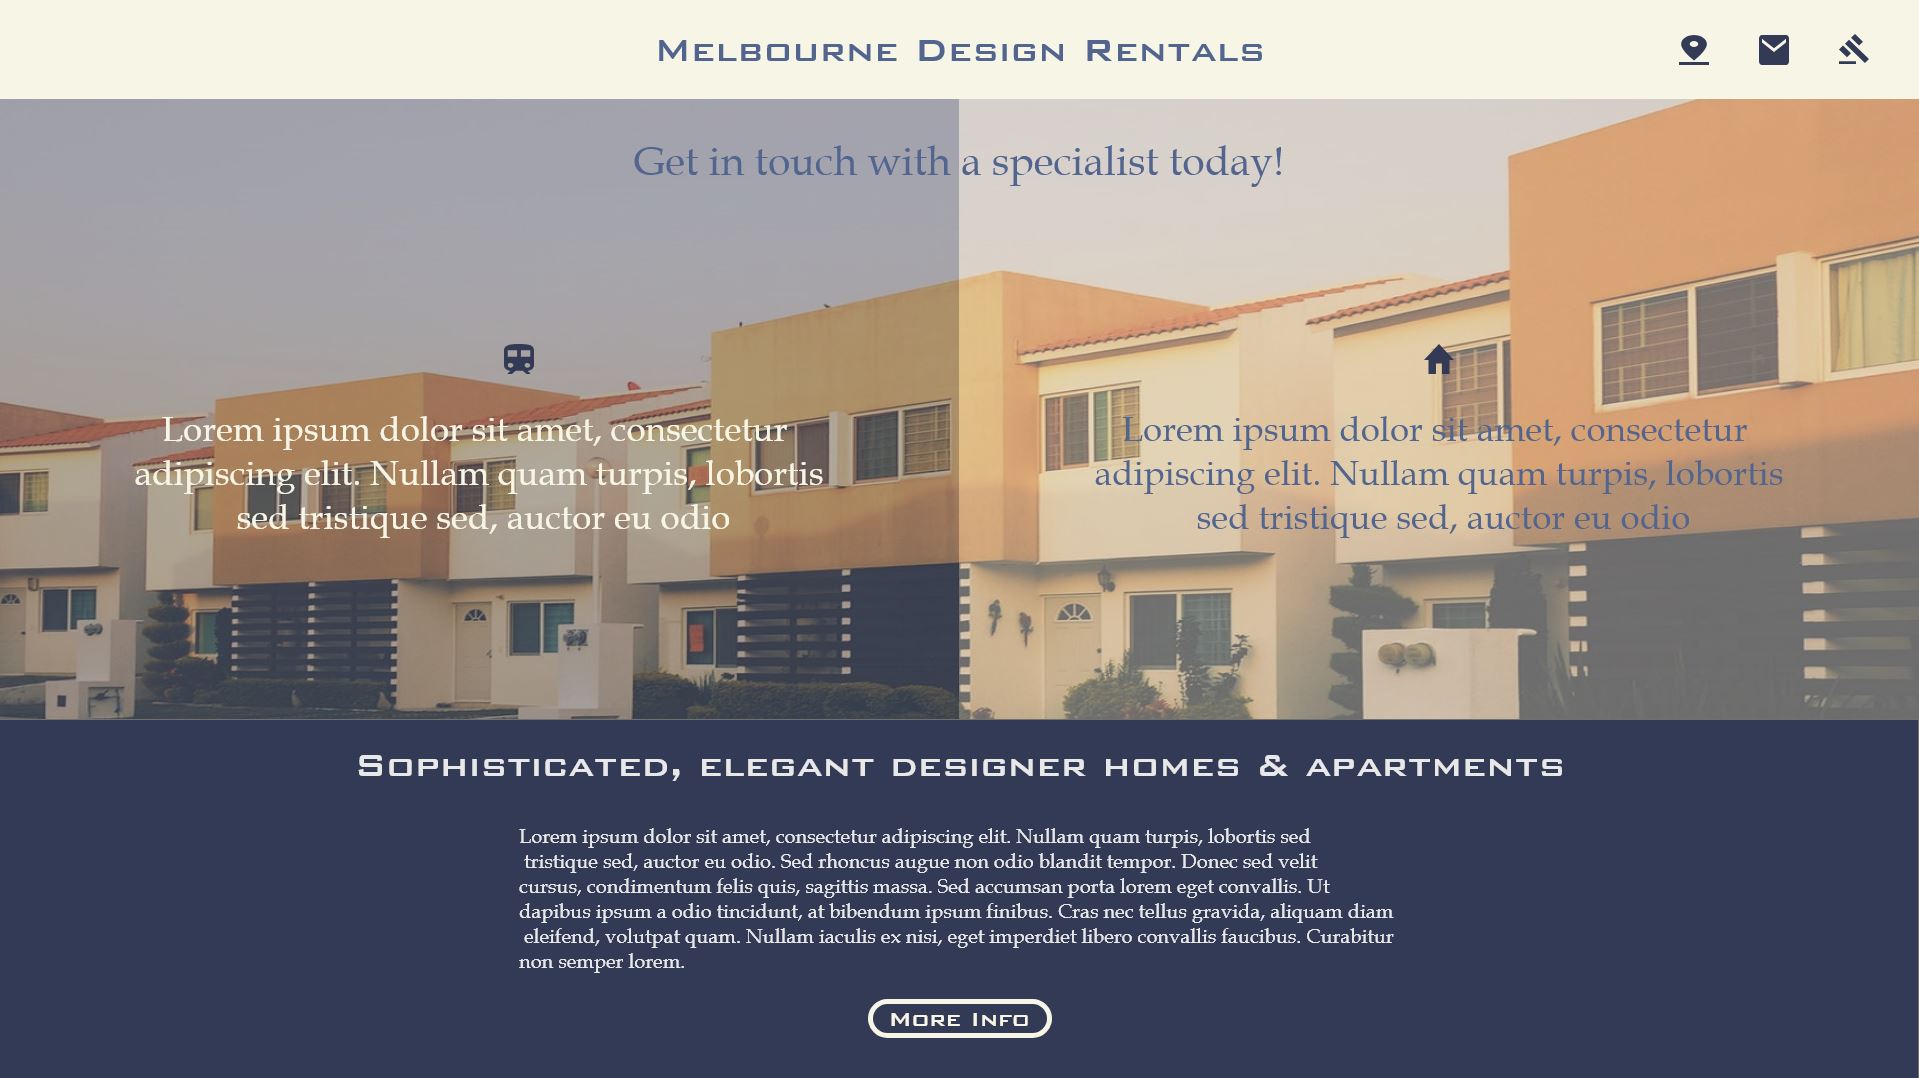 Melbourne Design Rentals
Get in touch with a specialist today!
Lorem ipsum dolor sit amet, consectetur
adipiscing elit. Nullam quam turpis, lobortis
sed tristique sed, auctor eu odio
Lorem ipsum dolor sit amet, consectetur
adipiscing elit. Nullam quam turpis, lobortis
sed tristique sed, auctor eu odio
Sophisticated, elegant designer homes & apartments
Lorem ipsum dolor sit amet, consectetur adipiscing elit. Nullam quam turpis, lobortis sed
tristique sed, auctor eu odio. Sed rhoncus augue non odio blandit tempor. Donec sed velit
cursus, condimentum felis quis, sagittis massa. Sed accumsan porta lorem eget convallis. Ut
dapibus ipsum a odio tincidunt, at bibendum ipsum finibus. Cras nec tellus gravida, aliquam diam
eleifend, volutpat quam. Nullam iaculis ex nisi, eget imperdiet libero convallis faucibus. Curabitur
non semper lorem.
More Info